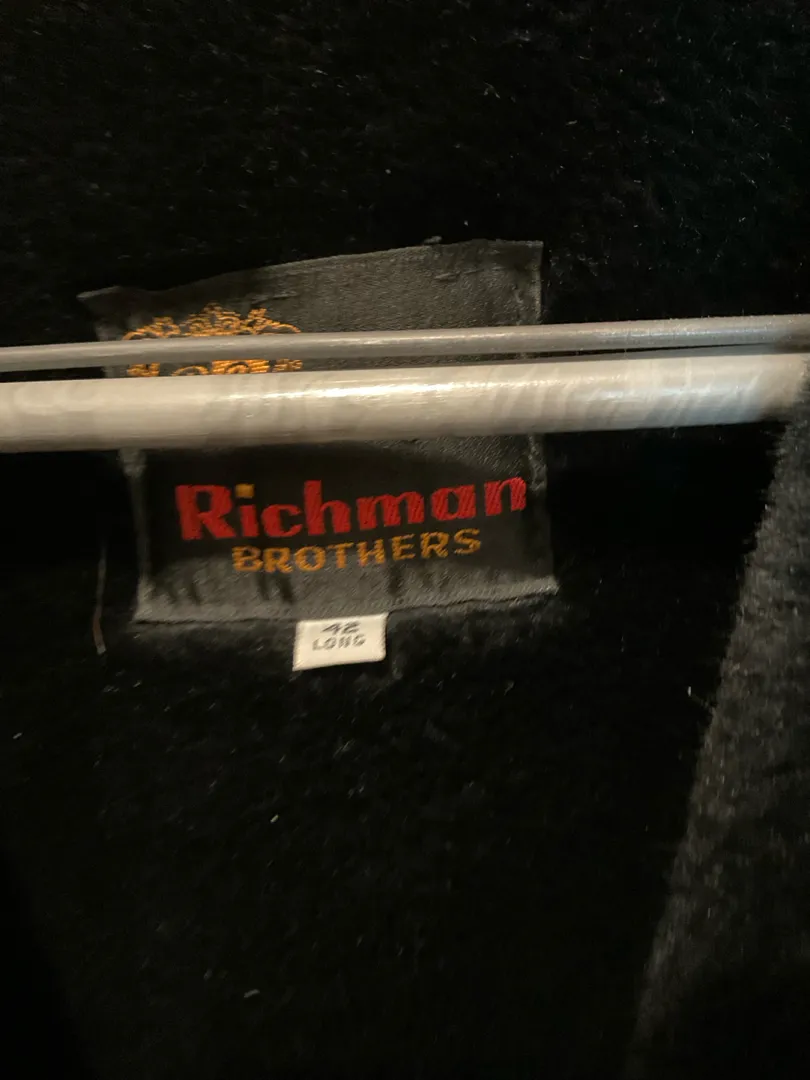 Richman
BROTHERS
42
LONG